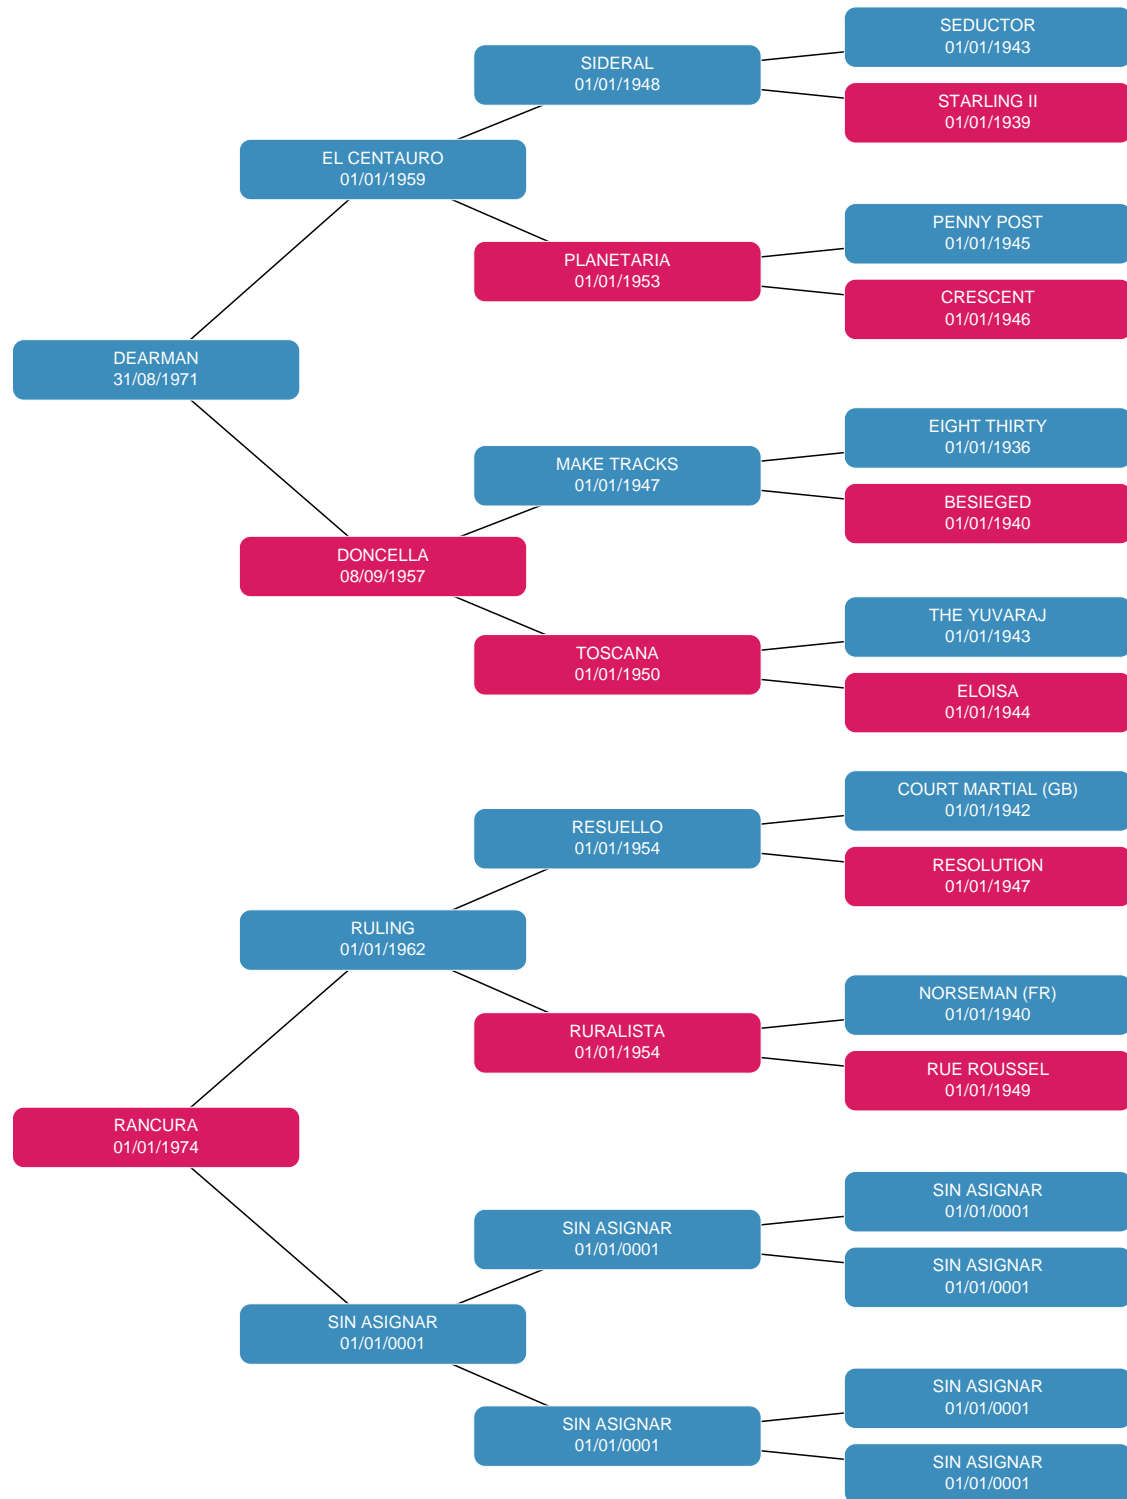 SEDUCTOR
01/01/1943
SIDERAL
01/01/1948
STARLING II
01/01/1939
EL CENTAURO
01/01/1959
PENNY POST
01/01/1945
PLANETARIA
01/01/1953
CRESCENT
01/01/1946
DEARMAN
31/08/1971
EIGHT THIRTY
01/01/1936
MAKE TRACKS
01/01/1947
BESIEGED
01/01/1940
DONCELLA
08/09/1957
THE YUVARAJ
01/01/1943
TOSCANA
01/01/1950
ELOISA
01/01/1944
COURT MARTIAL (GB)
01/01/1942
RESUELLO
01/01/1954
RESOLUTION
01/01/1947
RULING
01/01/1962
NORSEMAN (FR)
01/01/1940
RURALISTA
01/01/1954
RUE ROUSSEL
01/01/1949
RANCURA
01/01/1974
SIN ASIGNAR
01/01/0001
SIN ASIGNAR
01/01/0001
SIN ASIGNAR
01/01/0001
SIN ASIGNAR
01/01/0001
SIN ASIGNAR
01/01/0001
SIN ASIGNAR
01/01/0001
SIN ASIGNAR
01/01/0001